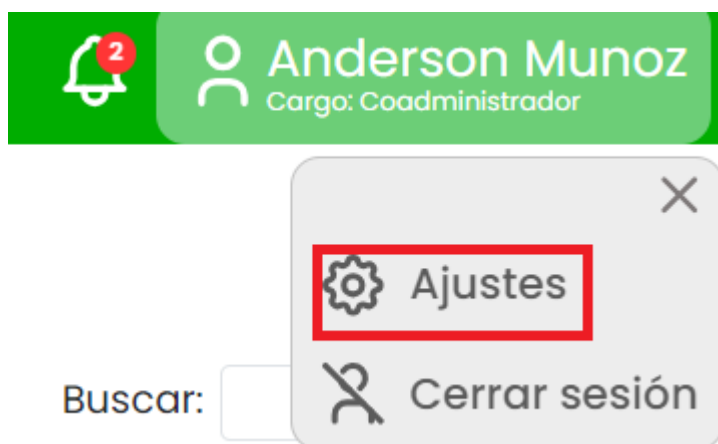 2
Anderson Munoz
Cargo: Coadministrador
Ajustes
Buscar:
Cerrar sesión